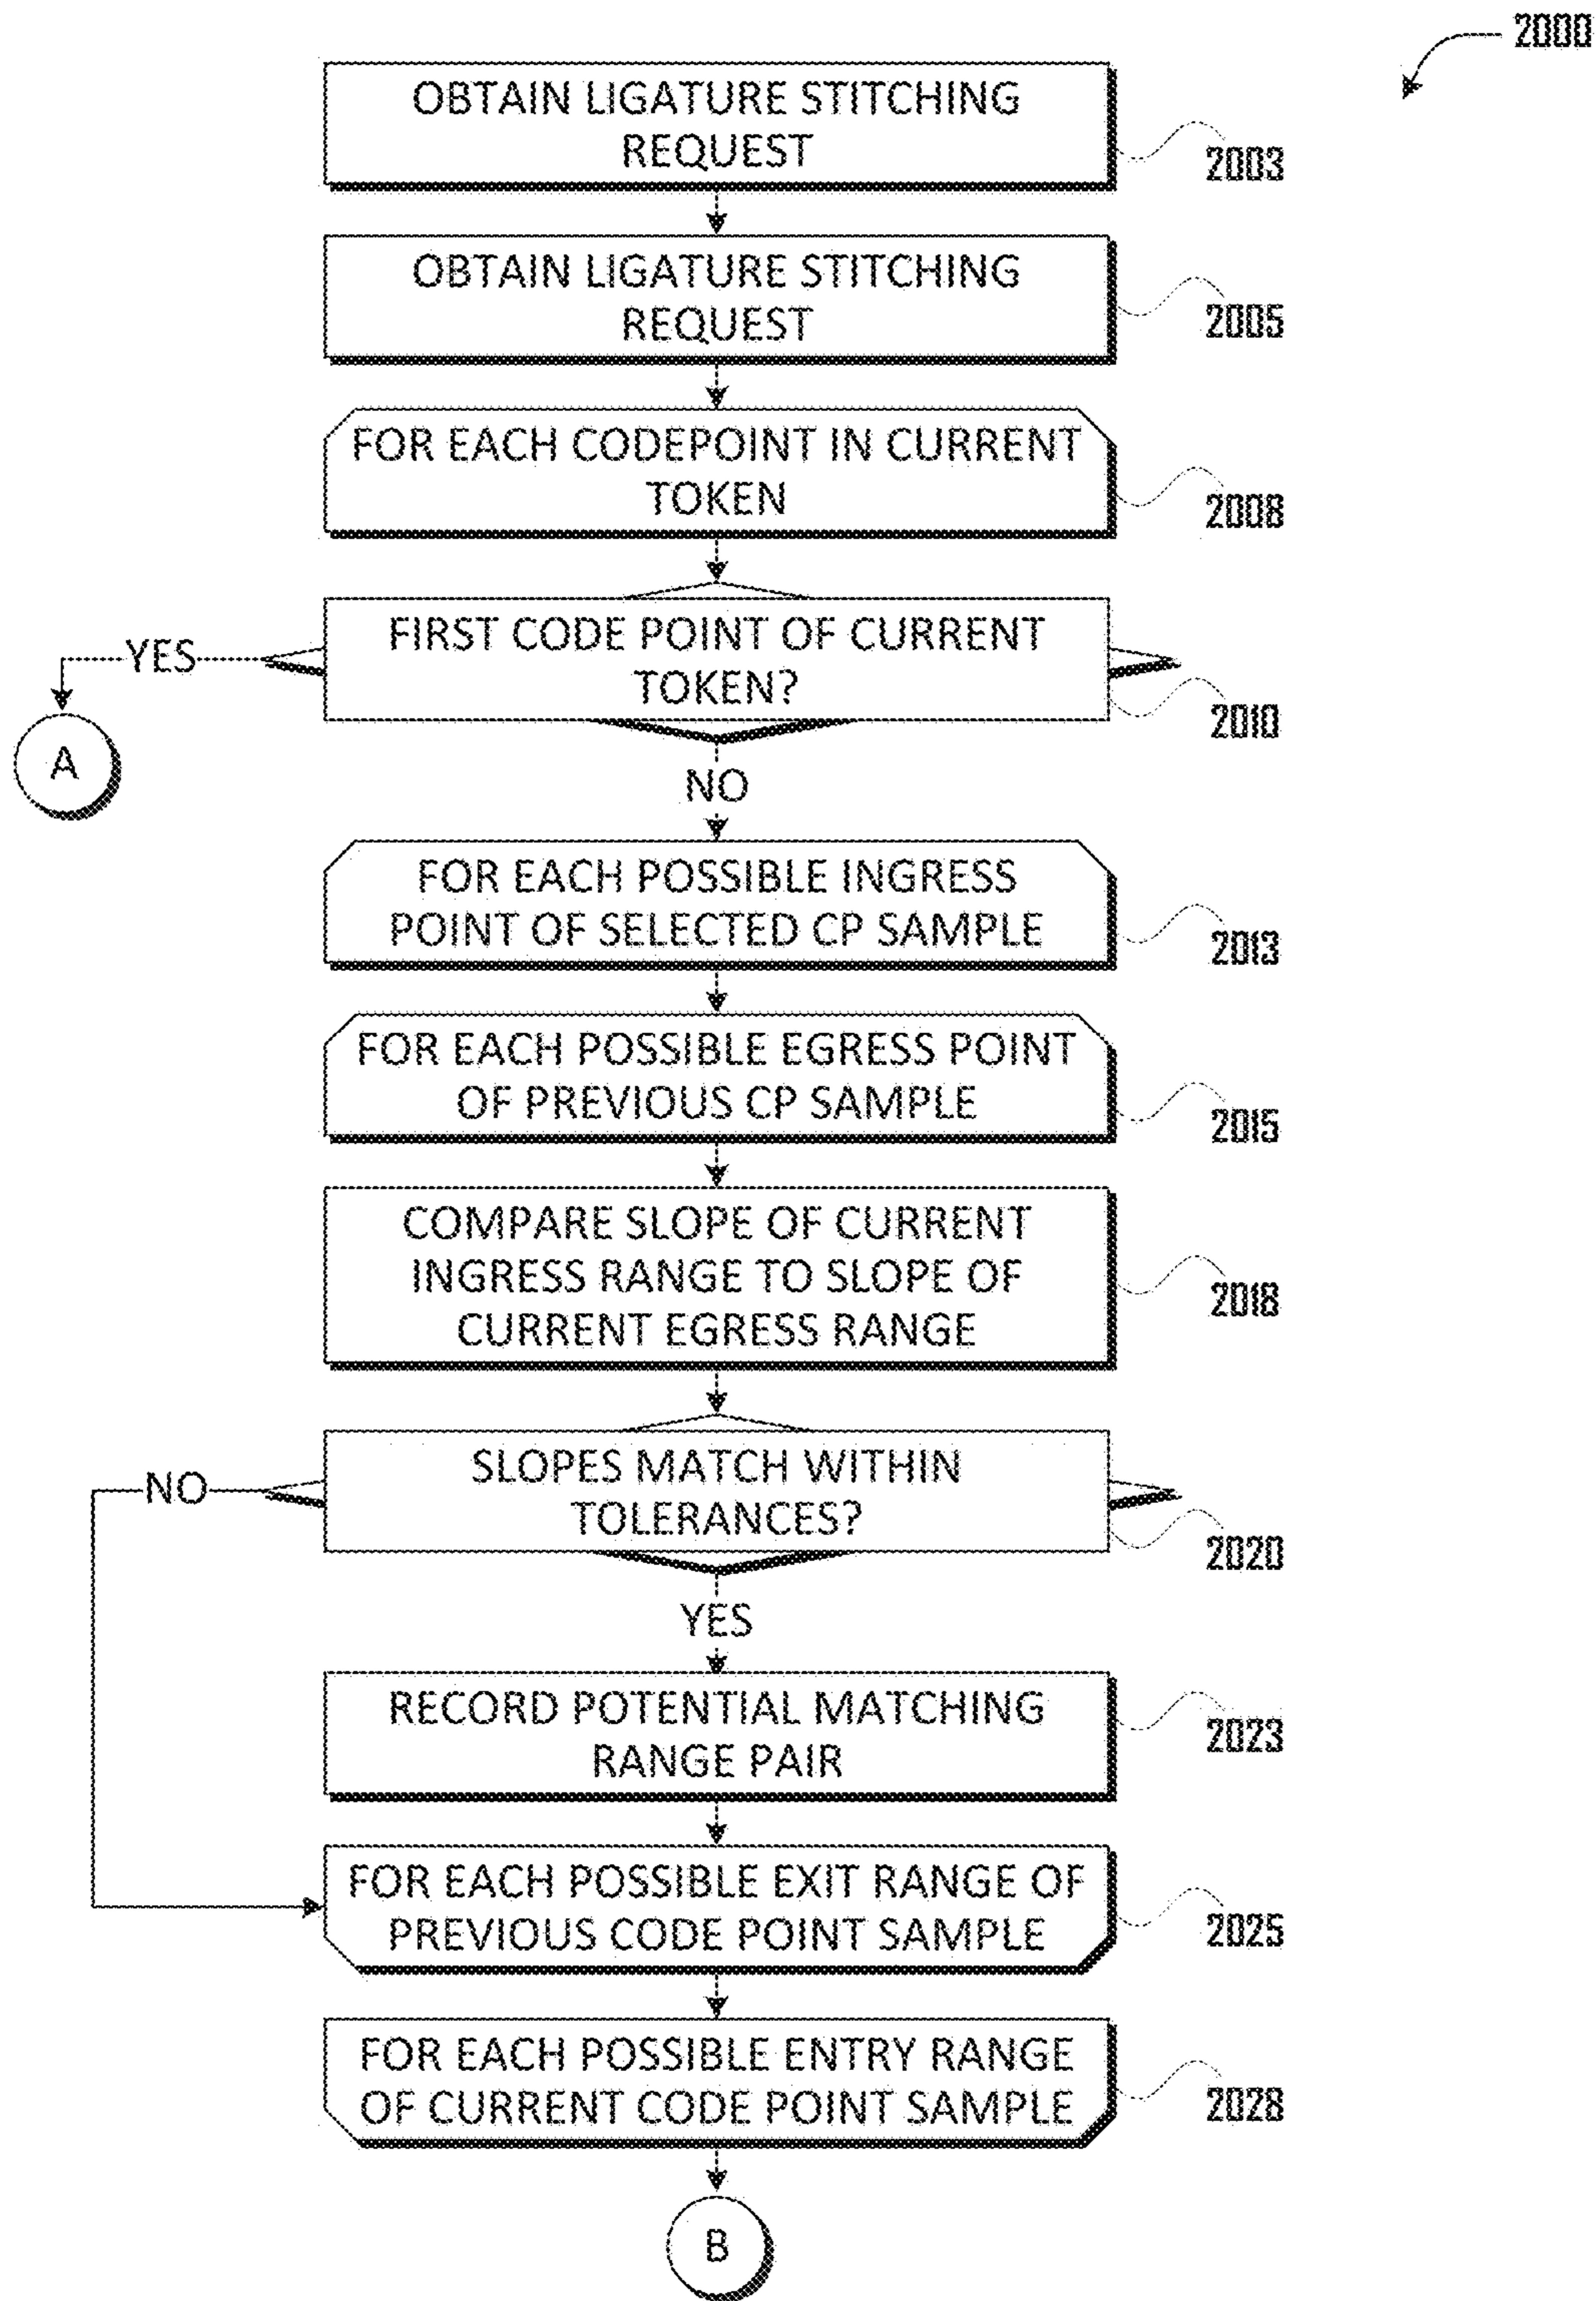 2000
OBTAIN LIGATURE STITCHING
REQUEST
2003
OBTAIN LIGATURE STITCHING
REQUEST
2005
FOR EACH CODEPOINT IN CURRENT
TOKEN
2008
FIRST CODE POINT OF CURRENT
TOKEN?
2010
YES
A
NO
FOR EACH POSSIBLE INGRESS
POINT OF SELECTED CP SAMPLE
2013
FOR EACH POSSIBLE EGRESS POINT
OF PREVIOUS CP SAMPLE
2015
COMPARE SLOPE OF CURRENT
INGRESS RANGE TO SLOPE OF
CURRENT EGRESS RANGE
2018
SLOPES MATCH WITHIN
TOLERANCES?
2020
NO
YES
RECORD POTENTIAL MATCHING
RANGE PAIR
2023
FOR EACH POSSIBLE EXIT RANGE OF
PREVIOUS CODE POINT SAMPLE
2025
FOR EACH POSSIBLE ENTRY RANGE
OF CURRENT CODE POINT SAMPLE
2028
B